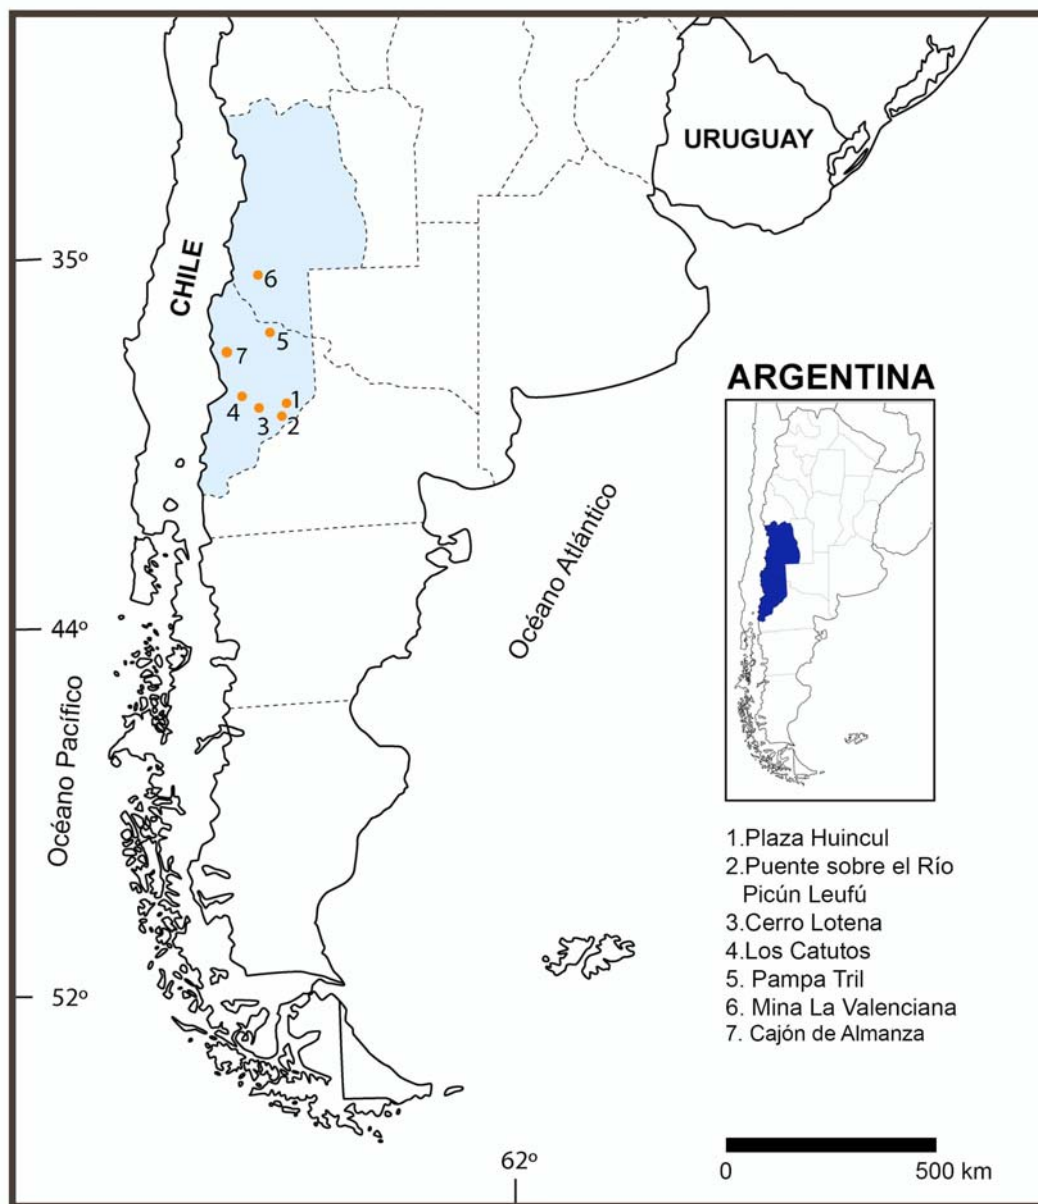 URUGUAY
35º
CHILE
6
5
7
4
3
1
2
ARGENTINA
Océano Atlántico
44º
Océano Pacífico
1.Plaza Huincul
2.Puente sobre el Río
Picún Leufú
3.Cerro Lotena
4.Los Catutos
5. Pampa Tril
6. Mina La Valenciana
7. Cajón de Almanza
52º
62º
0
500 km